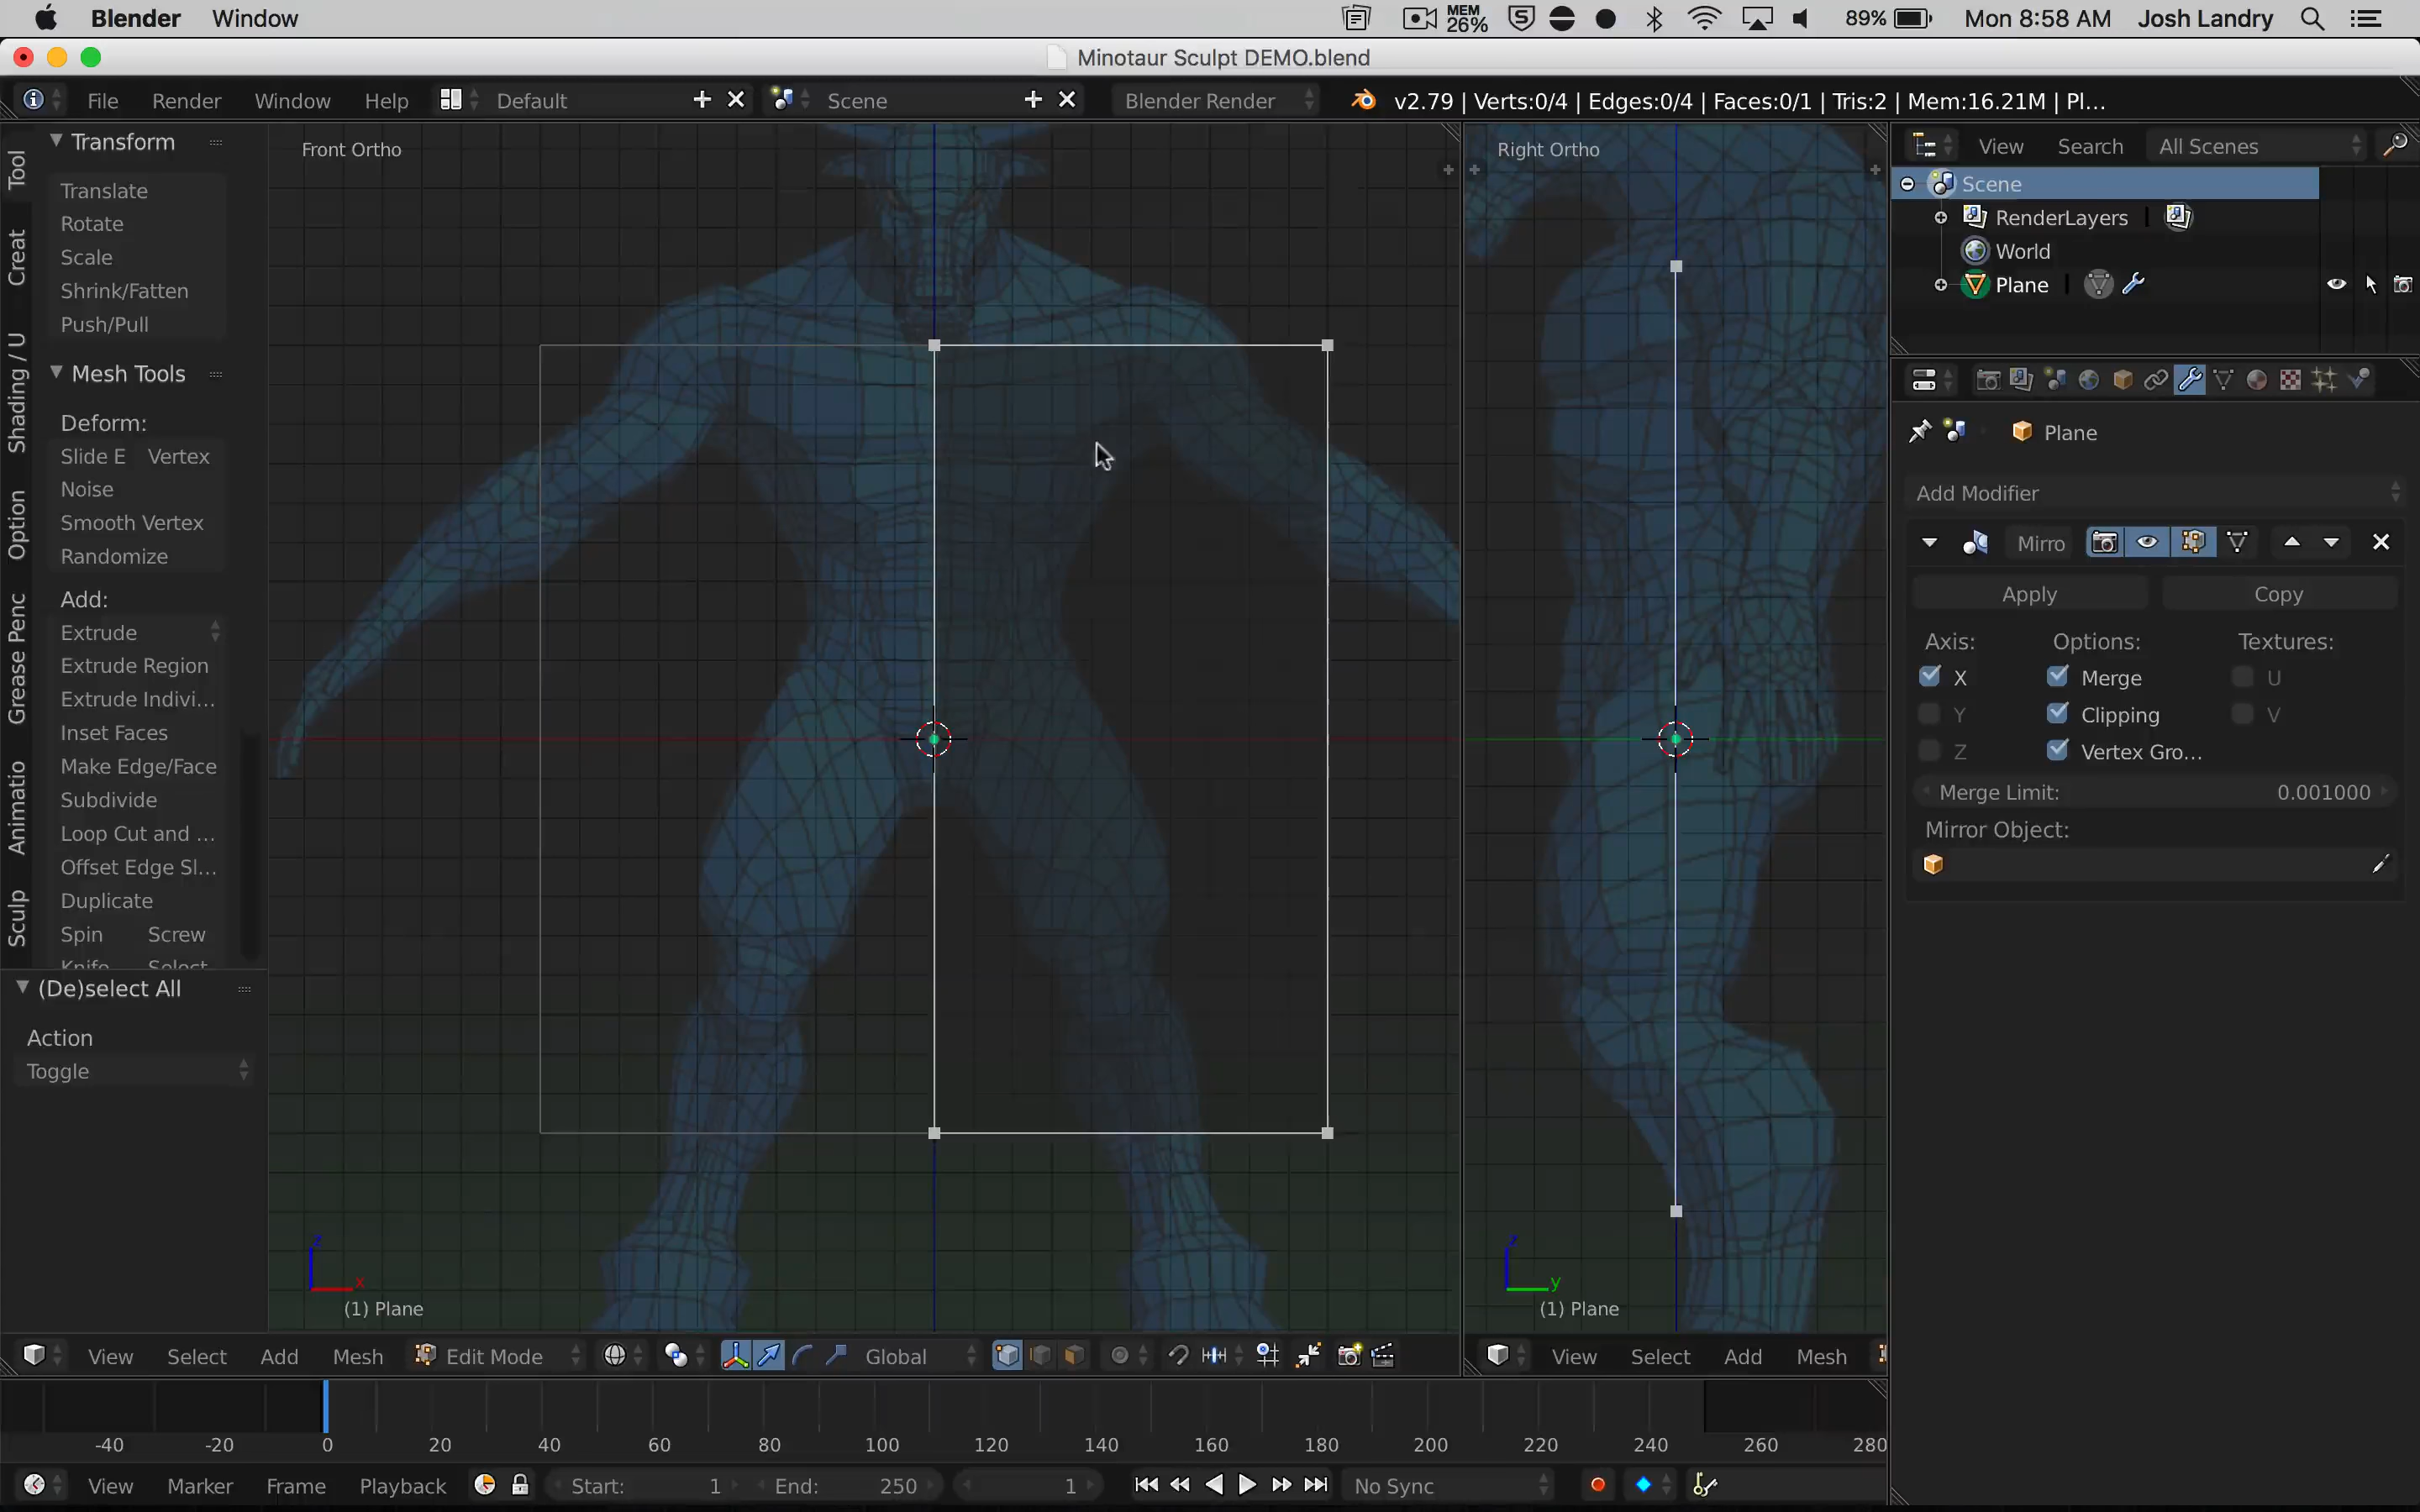 Blender Window MEM 26% 89% Mon 8:58 AM Josh Landry
Minotaur Sculpt DEMO.blend
File Render Window Help Default Scene Blender Render v2.79 | Verts:0/4 | Edges:0/4 | Faces:0/1 | Tris:2 | Mem:16.21M | Pl...
Tool
Creat
Shading / U
Option
Grease Penc
Animatio
Sculp
Transform
Translate
Rotate
Scale
Shrink/Fatten
Push/Pull
Mesh Tools
Deform:
Slide E Vertex
Noise
Smooth Vertex
Randomize
Add:
Extrude
Extrude Region
Extrude Indivi...
Inset Faces
Make Edge/Face
Subdivide
Loop Cut and ...
Offset Edge Sl...
Duplicate
Spin Screw
Knife Select
(De)select All
Action
Toggle
Front Ortho
z
x
(1) Plane
Right Ortho
z
y
(1) Plane
View Search All Scenes
Scene
RenderLayers
World
Plane
Plane
Add Modifier
Mirro
Apply Copy
Axis: Options: Textures:
X Merge U
Y Clipping V
Z Vertex Gro...
Merge Limit: 0.001000
Mirror Object:
View Select Add Mesh Edit Mode Global
View Select Add Mesh
-40 -20 0 20 40 60 80 100 120 140 160 180 200 220 240 260 280
View Marker Frame Playback Start: 1 End: 250 1 No Sync